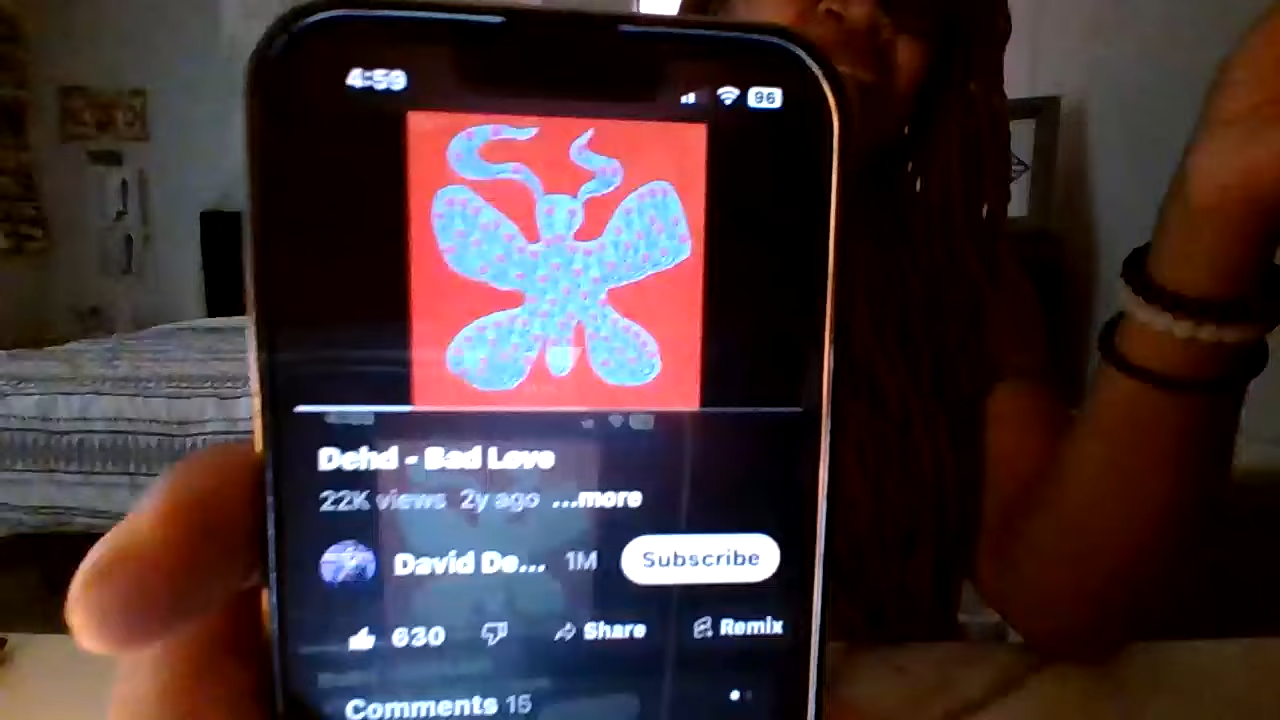 4:59
96
Dehd - Bad Love
22K views 2y ago ...more
David De... 1M Subscribe
630 Share Remix
Comments 15